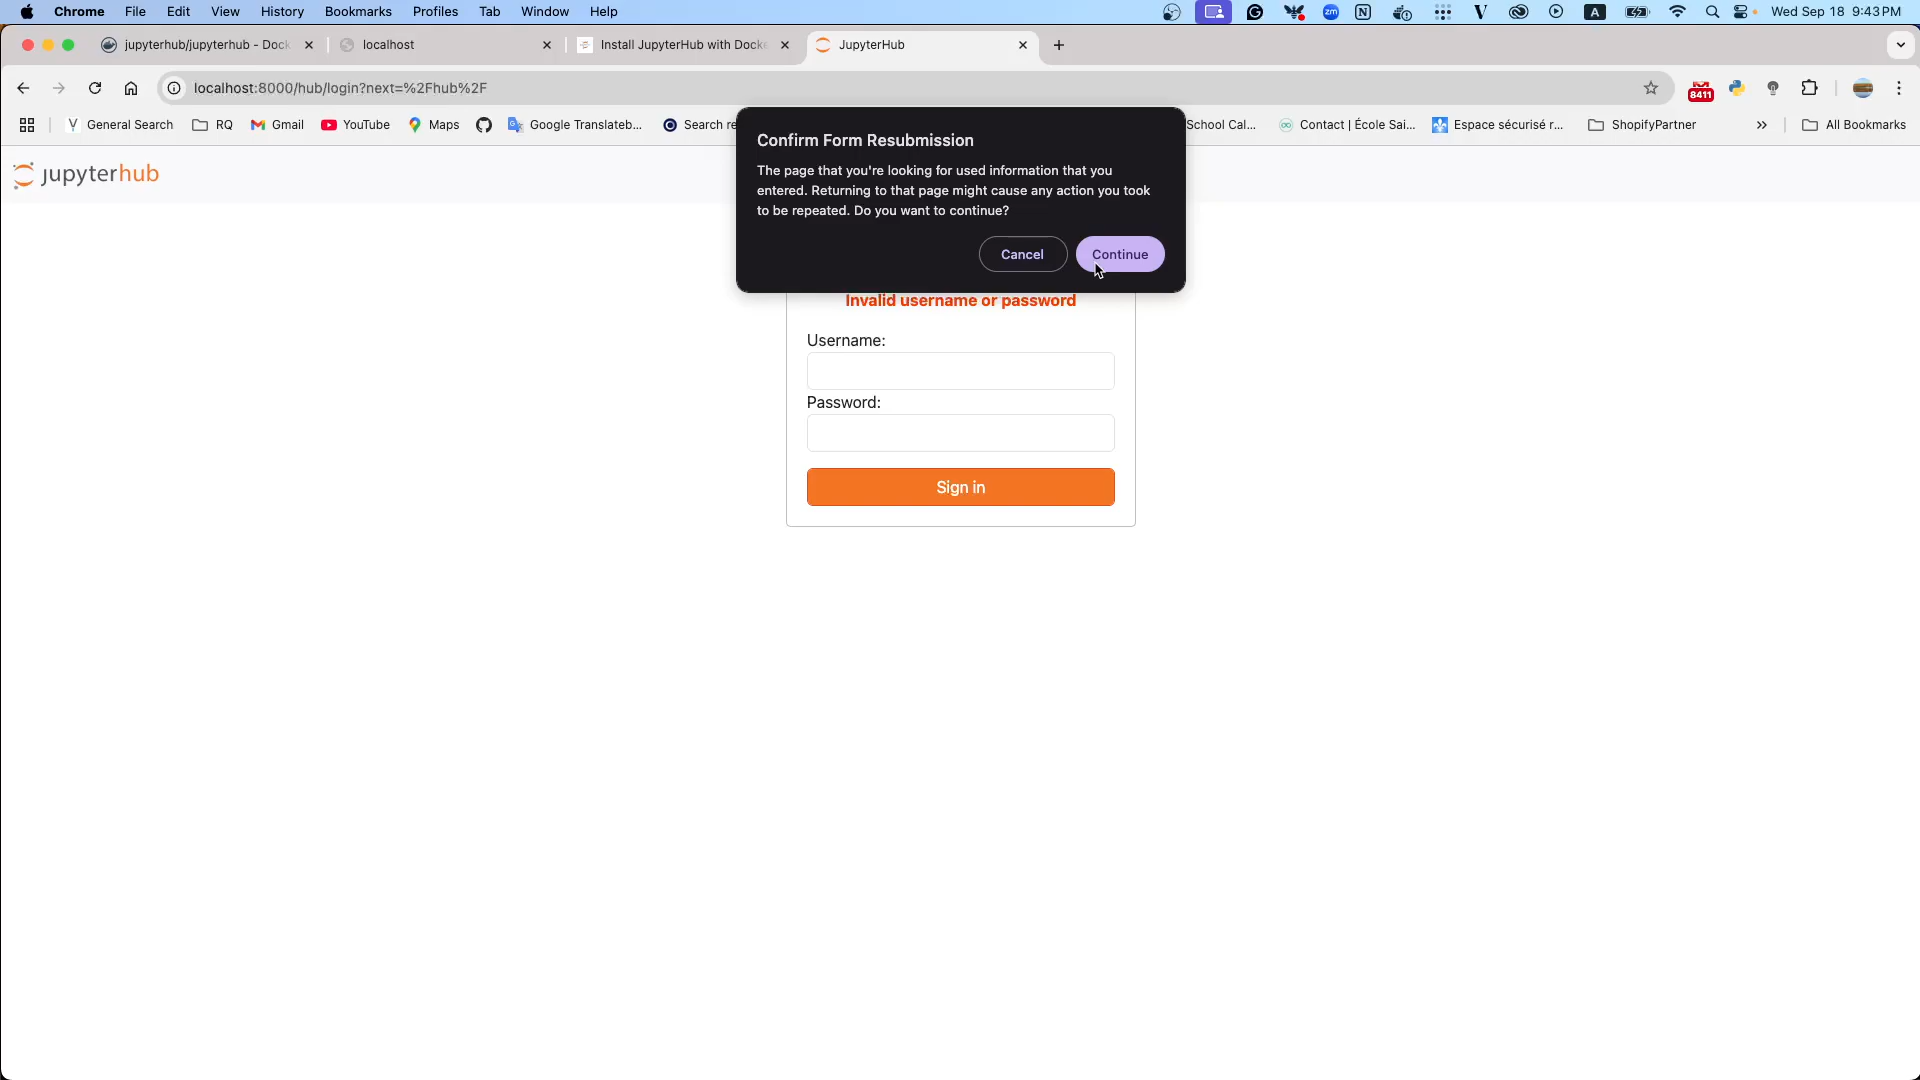 Chrome File Edit View History Bookmarks Profiles Tab Window Help zm A Wed Sep 18 9:43 PM
jupyterhub/jupyterhub - Dock localhost Install JupyterHub with Docke JupyterHub
localhost:8000/hub/login?next=%2Fhub%2F 8411
General Search RQ Gmail YouTube Maps Google Translateb... Search re School Cal... Contact | École Sai... Espace sécurisé r... ShopifyPartner » All Bookmarks
jupyterhub
Confirm Form Resubmission
The page that you're looking for used information that you
entered. Returning to that page might cause any action you took
to be repeated. Do you want to continue?
Cancel Continue
Invalid username or password
Username:
Password:
Sign in